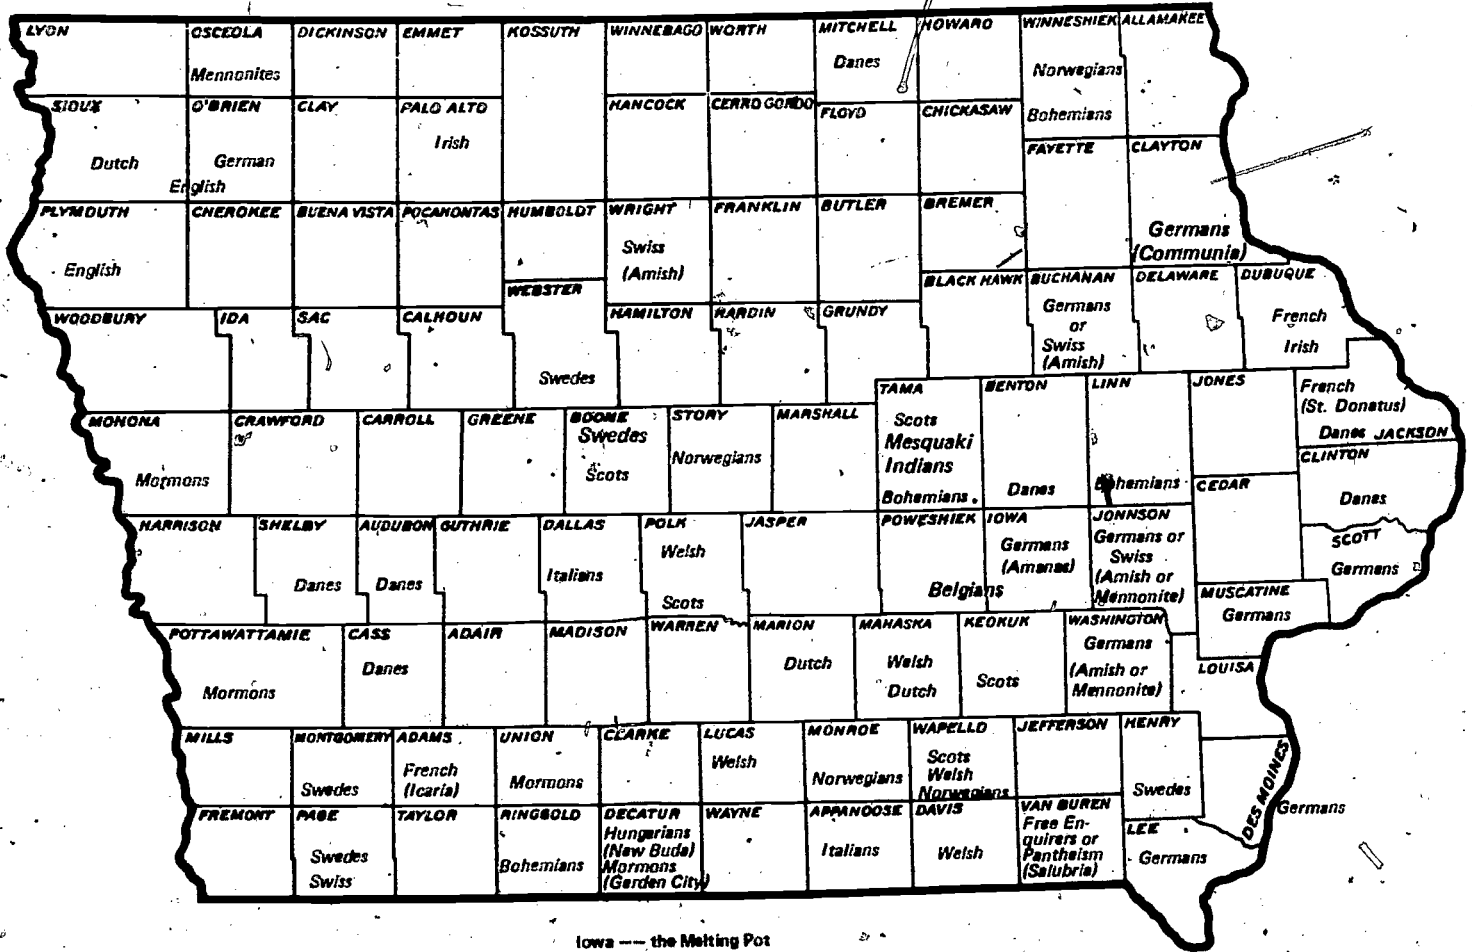 LYON
OSCEOLA
Mennonites
DICKINSON
EMMET
KOSSUTH
WINNEBAGO
WORTH
MITCHELL
Danes
HOWARD
WINNESHIEK
Norwegians
Bohemians
ALLAMAKEE
SIOUX
Dutch
O'BRIEN
German
English
CLAY
PALO ALTO
Irish
HANCOCK
CERRO GORDO
FLOYD
CHICKASAW
FAYETTE
CLAYTON
Germans
(Communia)
PLYMOUTH
English
CHEROKEE
BUENA VISTA
POCAHONTAS
HUMBOLDT
WRIGHT
Swiss
(Amish)
FRANKLIN
BUTLER
BREMER
WEBSTER
Swedes
BLACK HAWK
BUCHANAN
Germans
or
Swiss
(Amish)
DELAWARE
DUBUQUE
French
Irish
WOODBURY
IDA
SAC
CALHOUN
HAMILTON
HARDIN
GRUNDY
TAMA
Scots
Mesquaki
Indians
Bohemians
BENTON
Danes
LINN
Bohemians
JONES
French
(St. Donatus)
Danes JACKSON
MONONA
Mormons
CRAWFORD
CARROLL
GREENE
BOONE
Swedes
Scots
STORY
Norwegians
MARSHALL
CEDAR
CLINTON
Danes
HARRISON
SHELBY
Danes
AUDUBON
Danes
GUTHRIE
DALLAS
Italians
POLK
Welsh
Scots
JASPER
POWESHIEK
Belgians
IOWA
Germans
(Amanas)
JOHNSON
Germans or
Swiss
(Amish or
Mennonite)
SCOTT
Germans
MUSCATINE
Germans
POTTAWATTAMIE
Mormons
CASS
Danes
ADAIR
MADISON
WARREN
MARION
Dutch
MAHASKA
Welsh
Dutch
KEOKUK
Scots
WASHINGTON
Germans
(Amish or
Mennonite)
LOUISA
MILLS
MONTGOMERY
Swedes
ADAMS
French
(Icaria)
UNION
Mormons
CLARKE
LUCAS
Welsh
MONROE
Norwegians
WAPELLO
Scots
Welsh
Norwegians
JEFFERSON
HENRY
Swedes
DES MOINES
Germans
FREMONT
PAGE
Swedes
Swiss
TAYLOR
RINGGOLD
Bohemians
DECATUR
Hungarians
(New Buda)
Mormons
(Garden City)
WAYNE
APPANOOSE
Italians
DAVIS
Welsh
VAN BUREN
Free En-
quirers or
Pantheism
(Salubria)
LEE
Germans
Iowa -- the Melting Pot